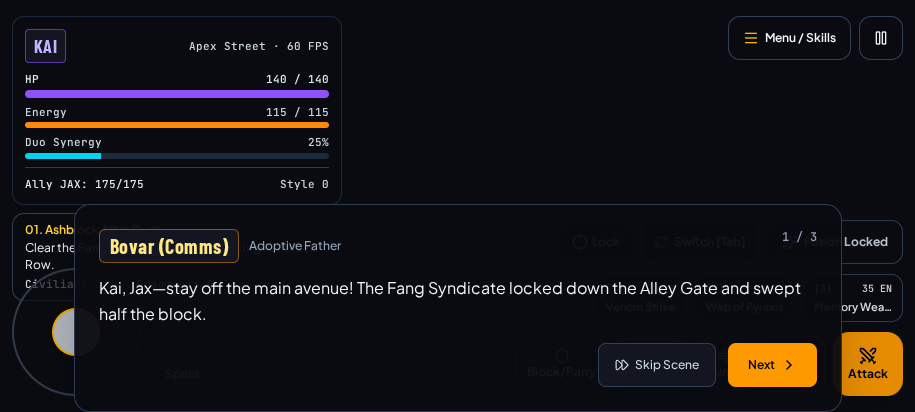 KAI
Apex Street · 60 FPS
Menu / Skills
HP
140 / 140
Energy
115 / 115
Duo Synergy
25%
Ally JAX: 175/175
Style 0
01. Ashb
Clear the
Row.
Civilia
Bovar (Comms)
Adoptive Father
1 / 3
Lock
Switch [Tab]
Locked
Kai, Jax—stay off the main avenue! The Fang Syndicate locked down the Alley Gate and swept
half the block.
[3]
35 EN
Venom Strike
Web of Pyraxis
Memory Wea…
Sprint
Block/Parry
Skip Scene
Next
Attack